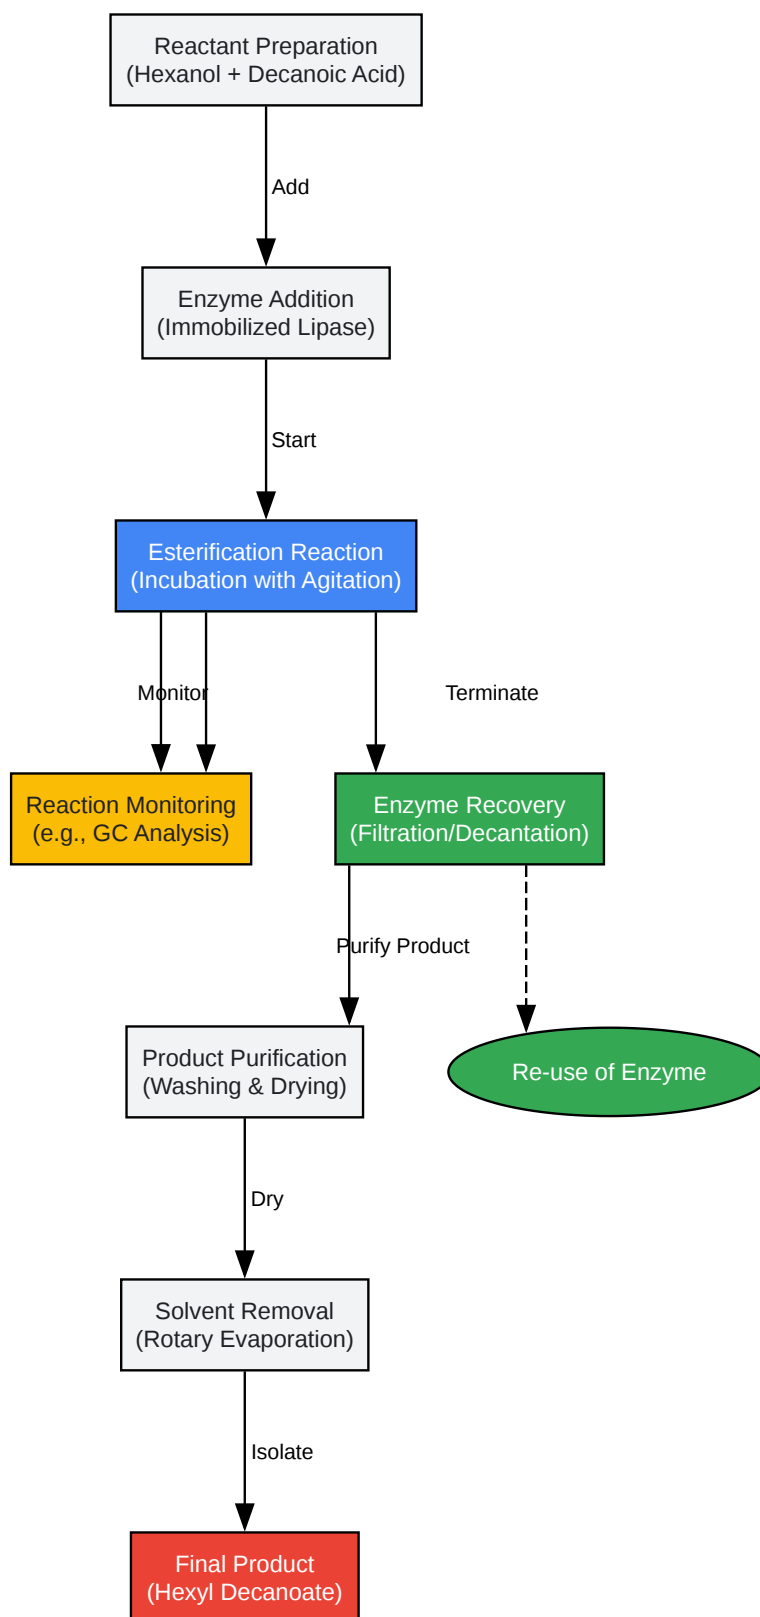 Reactant Preparation
(Hexanol + Decanoic Acid)
Add
Enzyme Addition
(Immobilized Lipase)
Start
Esterification Reaction
(Incubation with Agitation)
Monitor
Terminate
Reaction Monitoring
(e.g., GC Analysis)
Enzyme Recovery
(Filtration/Decantation)
Purify Product
Product Purification
(Washing & Drying)
Re-use of Enzyme
Dry
Solvent Removal
(Rotary Evaporation)
Isolate
Final Product
(Hexyl Decanoate)